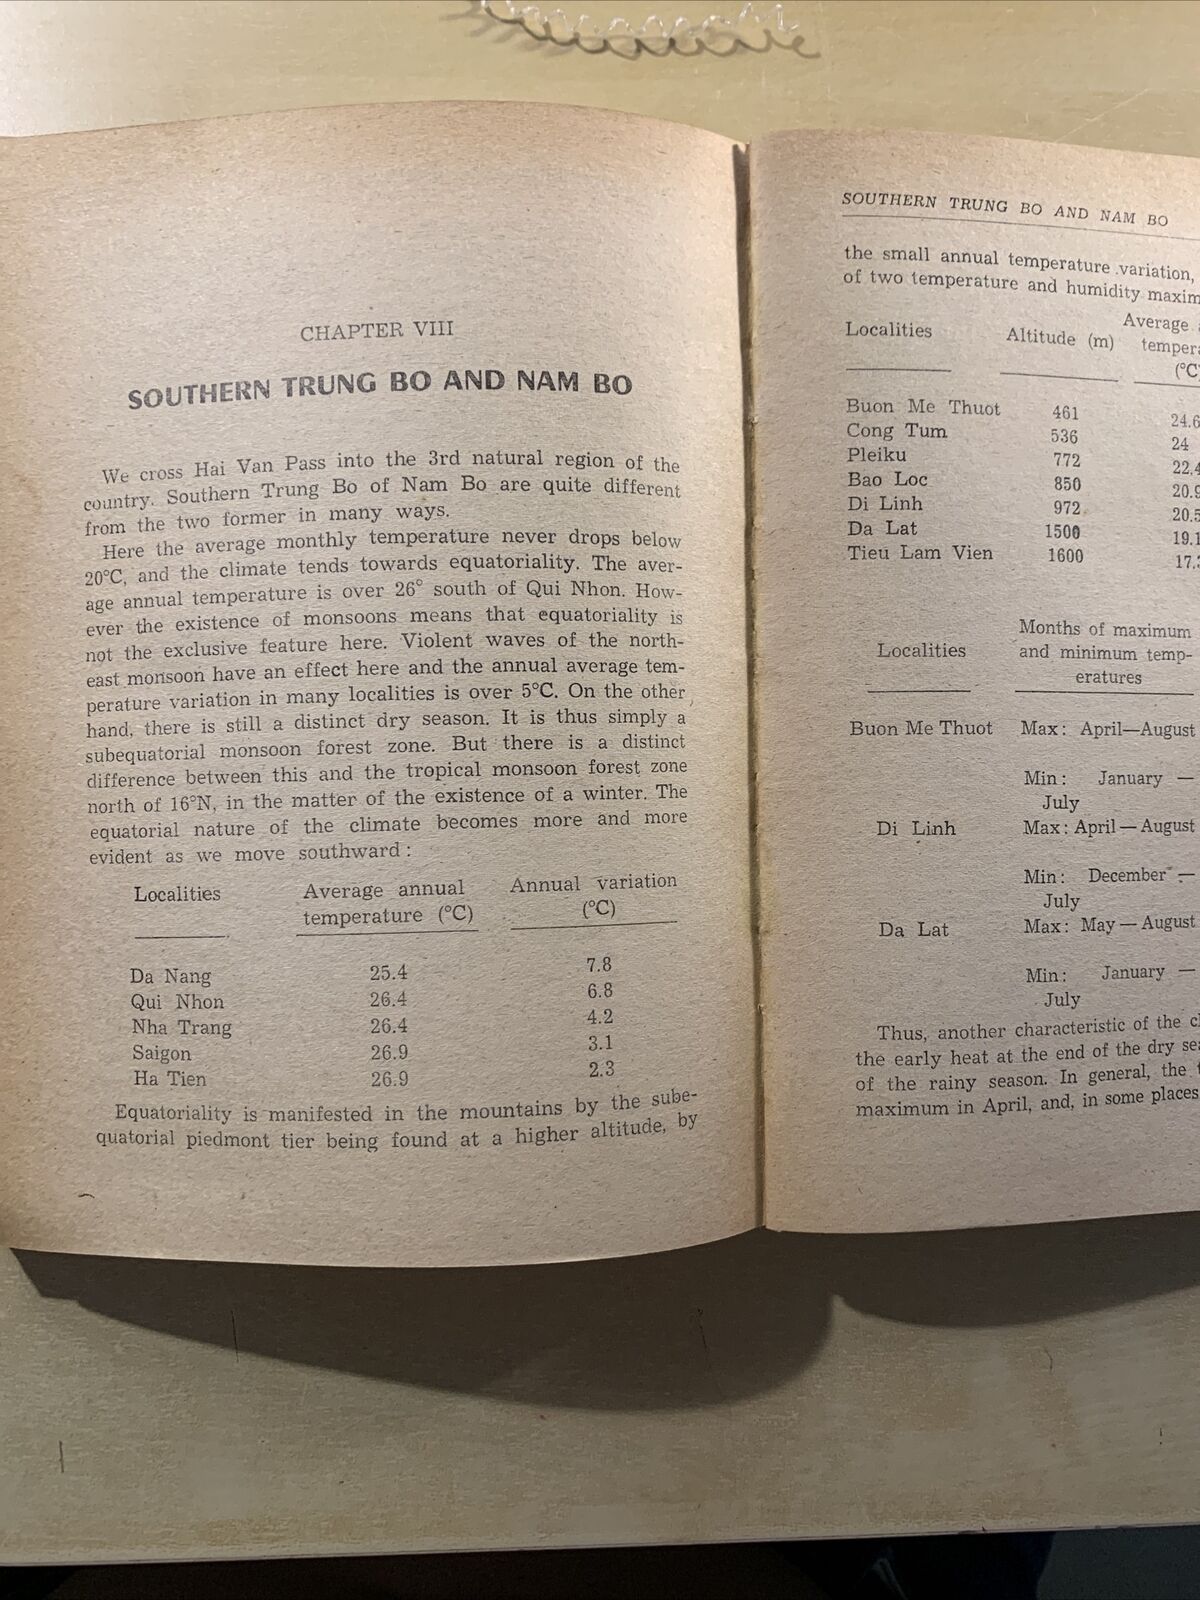 CHAPTER VIII
SOUTHERN TRUNG BO AND NAM BO
We cross Hai Van Pass into the 3rd natural region of the
country. Southern Trung Bo of Nam Bo are quite different
from the two former in many ways.
Here the average monthly temperature never drops below
20°C, and the climate tends towards equatoriality. The aver-
age annual temperature is over 26° south of Qui Nhon. How-
ever the existence of monsoons means that equatoriality is
not the exclusive feature here. Violent waves of the north-
east monsoon have an effect here and the annual average tem-
perature variation in many localities is over 5°C. On the other
hand, there is still a distinct dry season. It is thus simply a
subequatorial monsoon forest zone. But there is a distinct
difference between this and the tropical monsoon forest zone
north of 16°N, in the matter of the existence of a winter. The
equatorial nature of the climate becomes more and more
evident as we move southward :
Localities Average annual temperature (°C) Annual variation (°C)
Da Nang 25.4 7.8
Qui Nhon 26.4 6.8
Nha Trang 26.4 4.2
Saigon 26.9 3.1
Ha Tien 26.9 2.3
Equatoriality is manifested in the mountains by the sube-
quatorial piedmont tier being found at a higher altitude, by
SOUTHERN TRUNG BO AND NAM BO
the small annual temperature variation,
of two temperature and humidity maxim
Localities Altitude (m) Average
tempera
(°C
Buon Me Thuot 461 24.6
Cong Tum 536 24
Pleiku 772 22.4
Bao Loc 850 20.9
Di Linh 972 20.5
Da Lat 1500 19.1
Tieu Lam Vien 1600 17.
Months of maximum
Localities and minimum temp-
eratures
Buon Me Thuot Max : April—August
Min : January —
July
Di Linh Max : April — August
Min : December —
July
Da Lat Max : May — August
Min : January —
July
Thus, another characteristic of the cl
the early heat at the end of the dry sea
of the rainy season. In general, the t
maximum in April, and, in some places